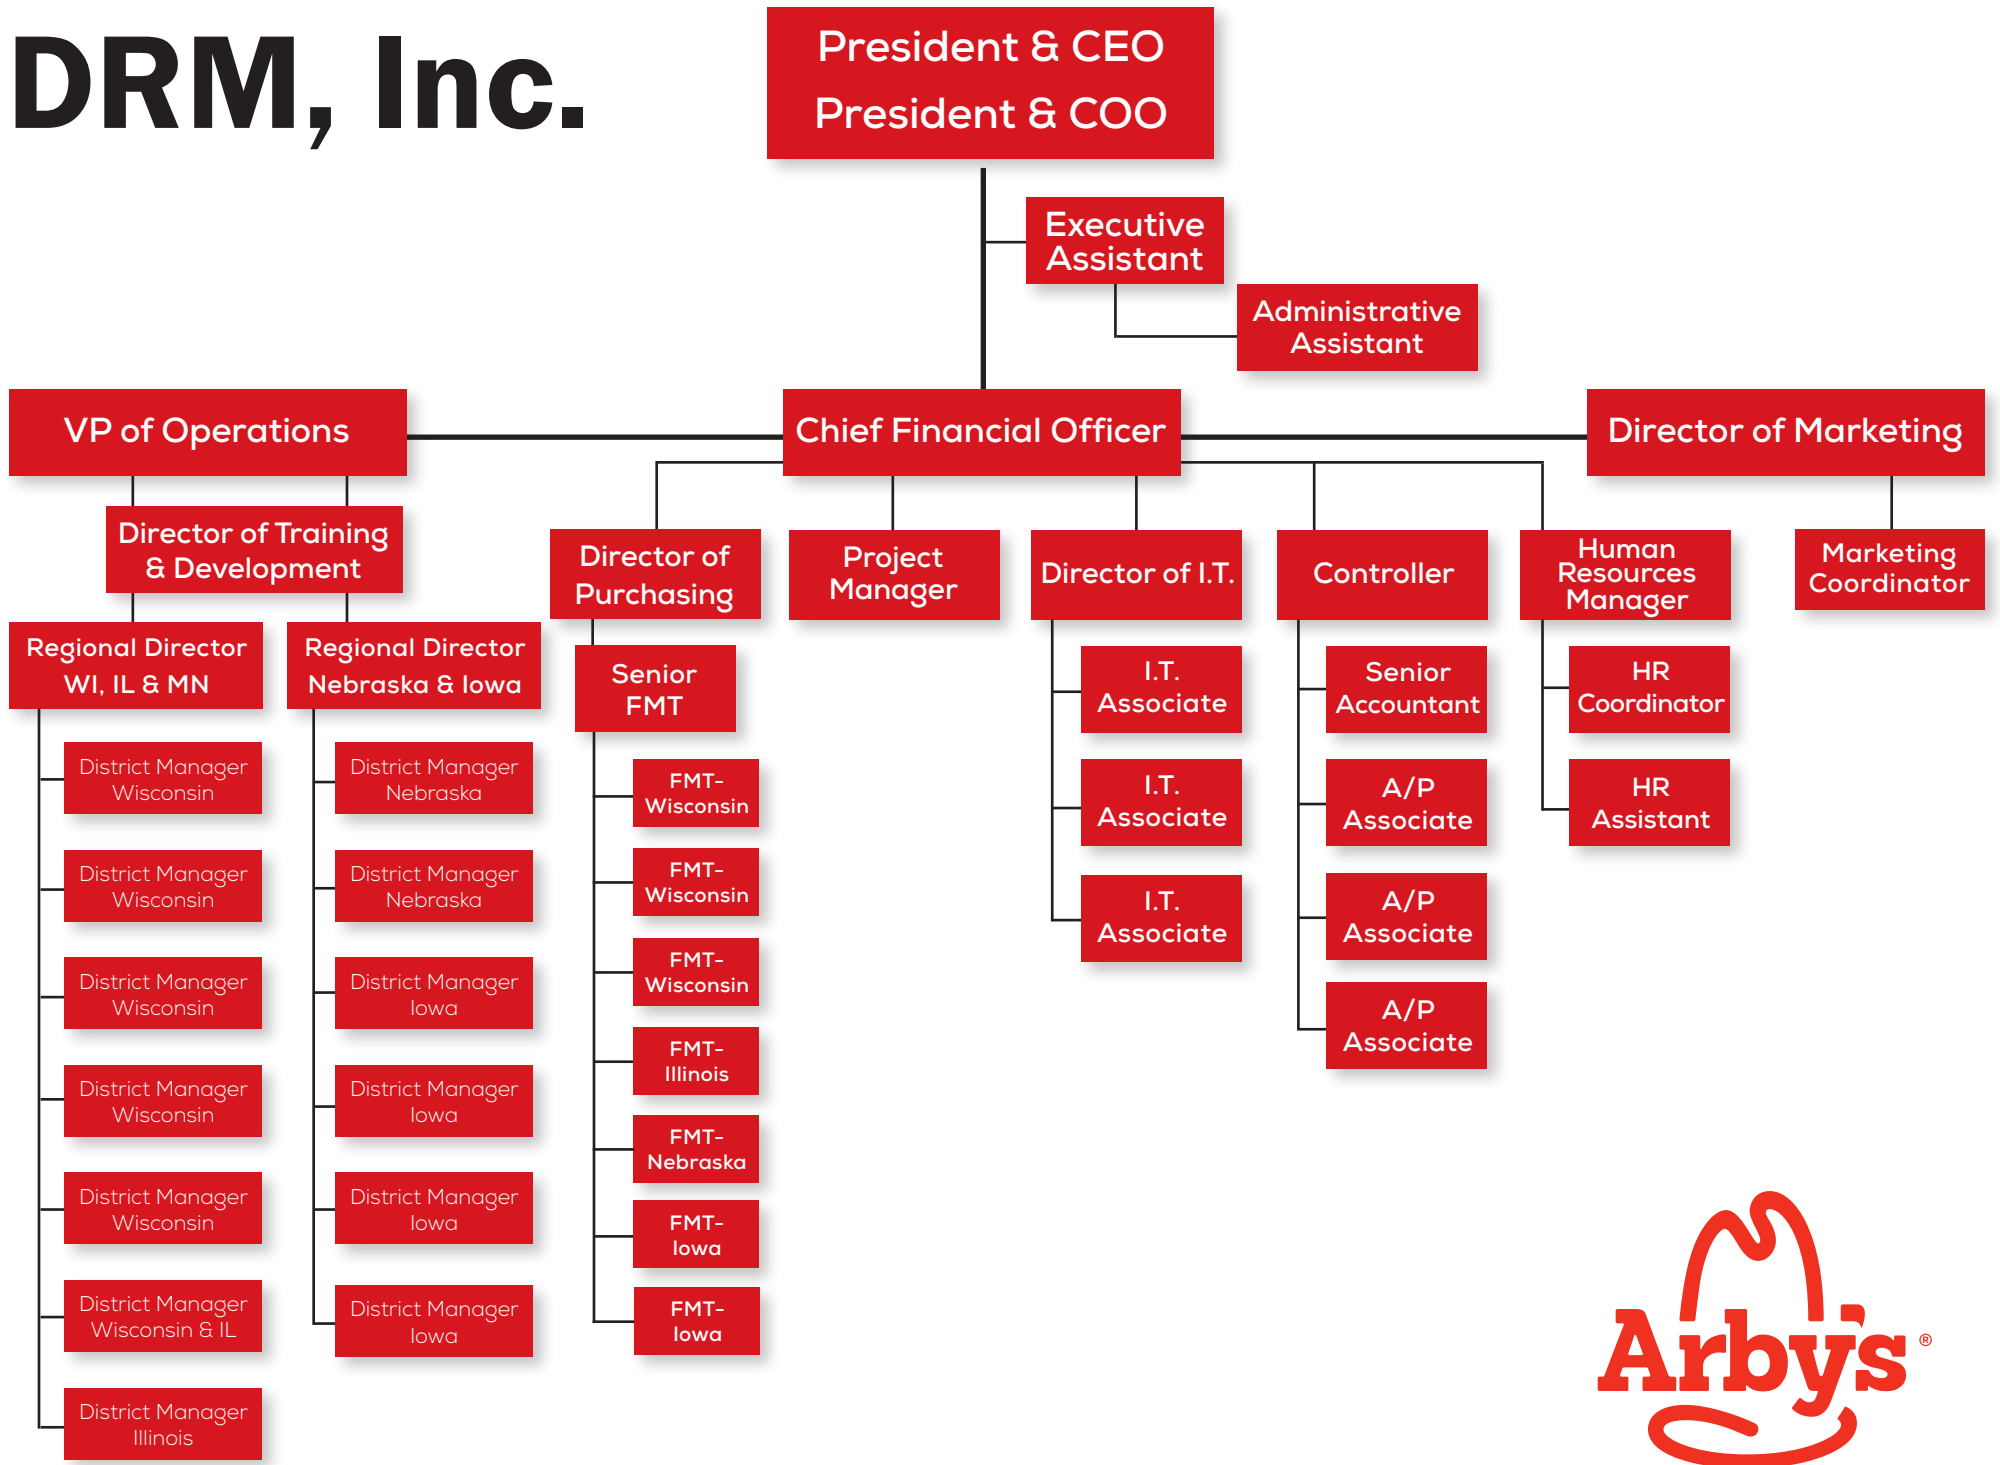 DRM, Inc.
President & CEO
President & COO
Executive
Assistant
Administrative
Assistant
VP of Operations
Chief Financial Officer
Director of Marketing
Director of Training
& Development
Director of
Purchasing
Project
Manager
Director of I.T.
Controller
Human
Resources
Manager
Marketing
Coordinator
Regional Director
WI, IL & MN
Regional Director
Nebraska & Iowa
Senior
FMT
I.T.
Associate
Senior
Accountant
HR
Coordinator
District Manager
Wisconsin
District Manager
Nebraska
FMT-
Wisconsin
I.T.
Associate
A/P
Associate
HR
Assistant
District Manager
Wisconsin
District Manager
Nebraska
FMT-
Wisconsin
I.T.
Associate
A/P
Associate
District Manager
Wisconsin
District Manager
Iowa
FMT-
Wisconsin
A/P
Associate
District Manager
Wisconsin
District Manager
Iowa
FMT-
Illinois
District Manager
Wisconsin
District Manager
Iowa
FMT-
Nebraska
FMT-
Iowa
District Manager
Wisconsin & IL
District Manager
Iowa
FMT-
Iowa
District Manager
Illinois
Arby's ®